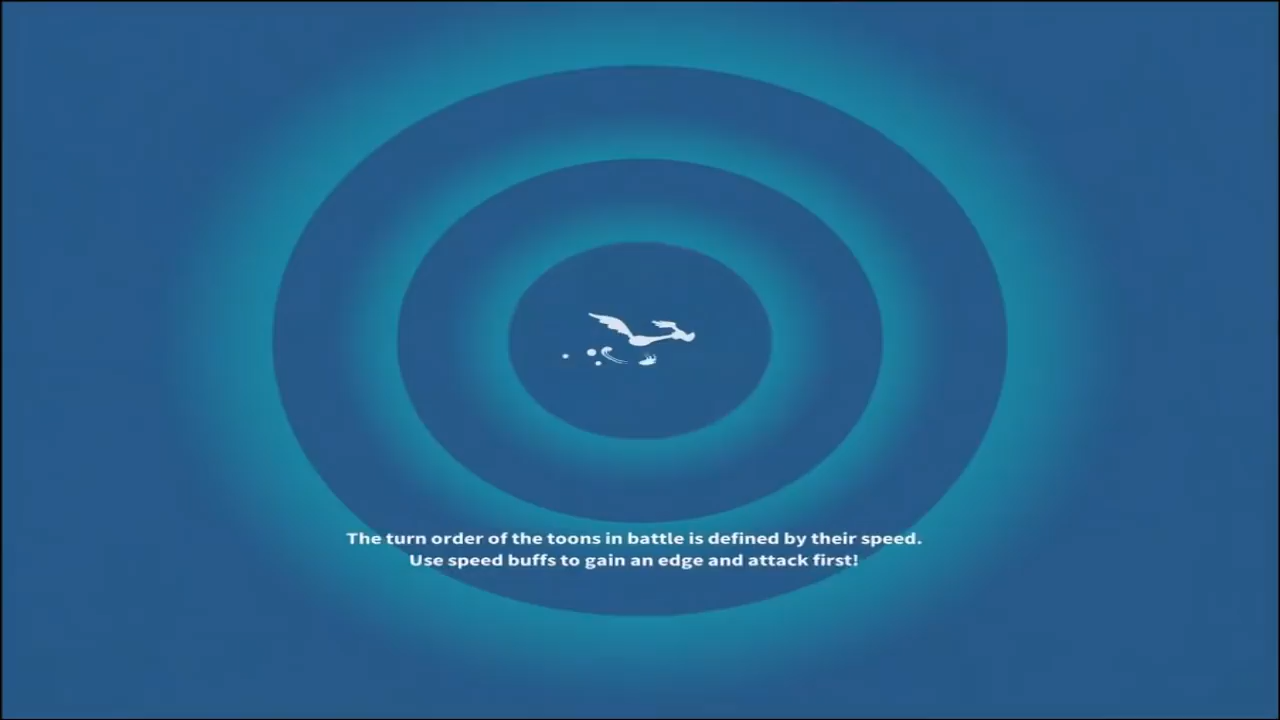 The turn order of the toons in battle is defined by their speed.
Use speed buffs to gain an edge and attack first!